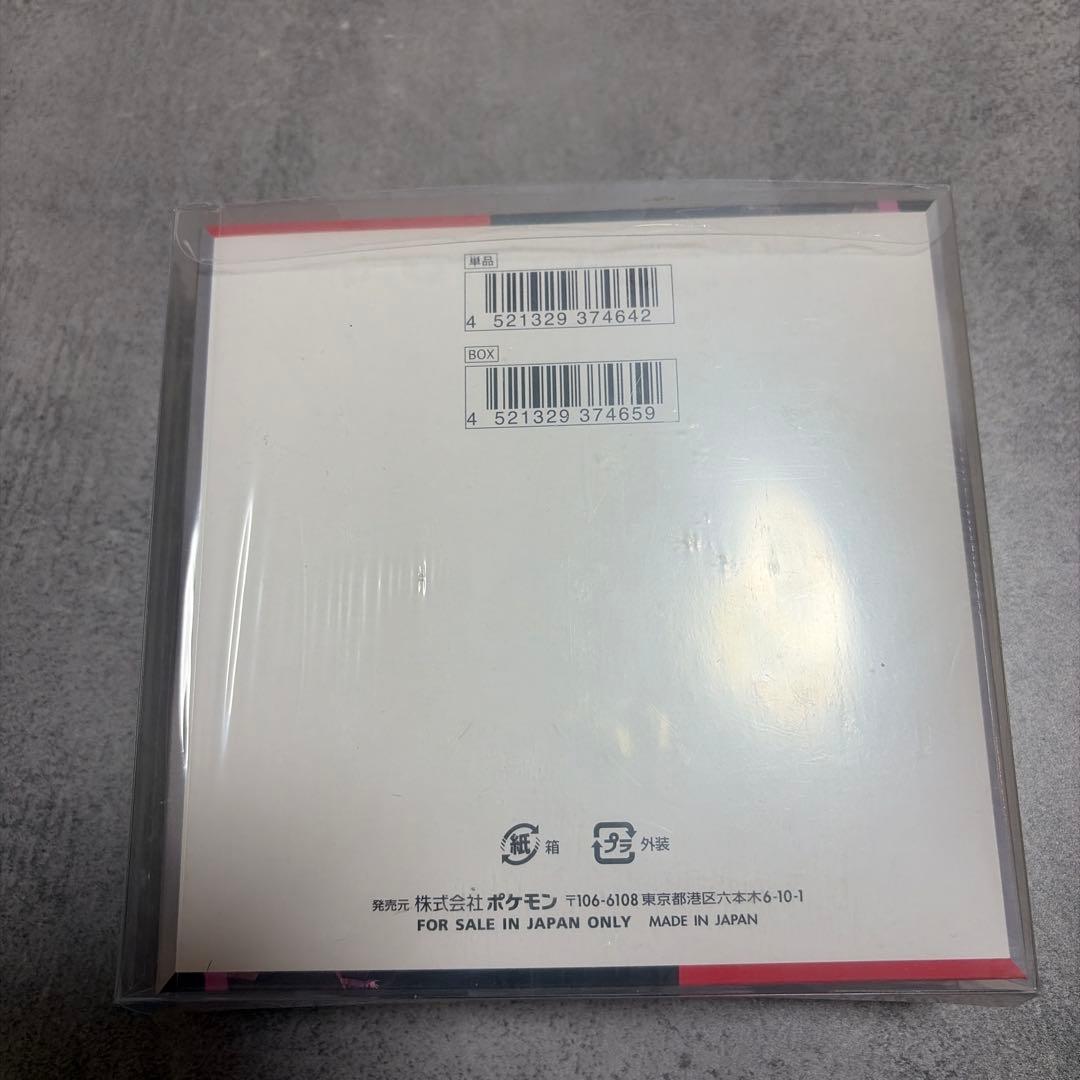 単品
4 521329 374642
BOX
4 521329 374659
紙 箱 プラ 外装
発売元 株式会社 ポケモン 〒106-6108 東京都港区六本木6-10-1
FOR SALE IN JAPAN ONLY MADE IN JAPAN